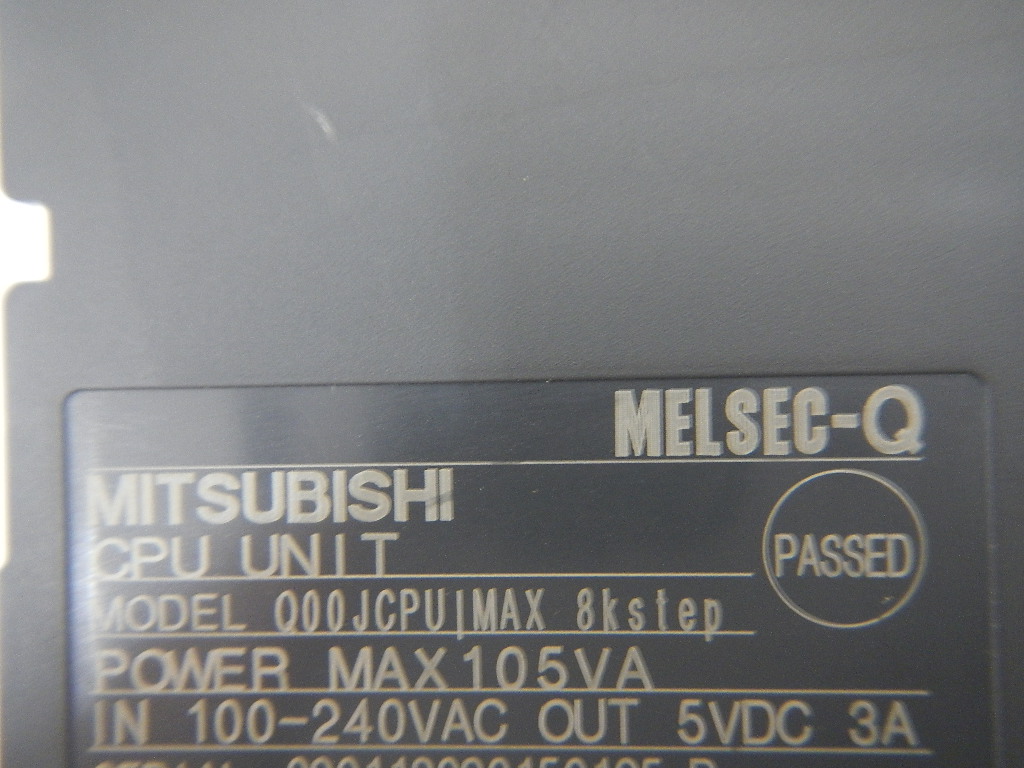 MELSEC-Q
MITSUBISHI
CPU UNIT
PASSED
MODEL Q00JCPU|MAX 8kstep
POWER MAX105VA
IN 100-240VAC OUT 5VDC 3A